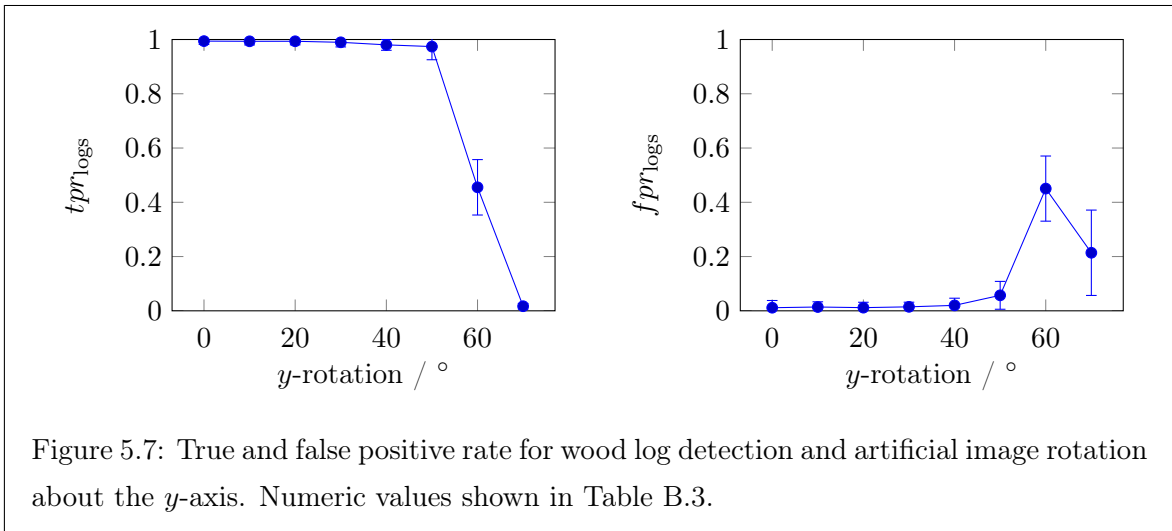 1
0.8
0.6
0.4
0.2
0
0 20 40 60
tpr_logs
y-rotation / °
1
0.8
0.6
0.4
0.2
0
0 20 40 60
fpr_logs
y-rotation / °
Figure 5.7: True and false positive rate for wood log detection and artificial image rotation
about the y-axis. Numeric values shown in Table B.3.